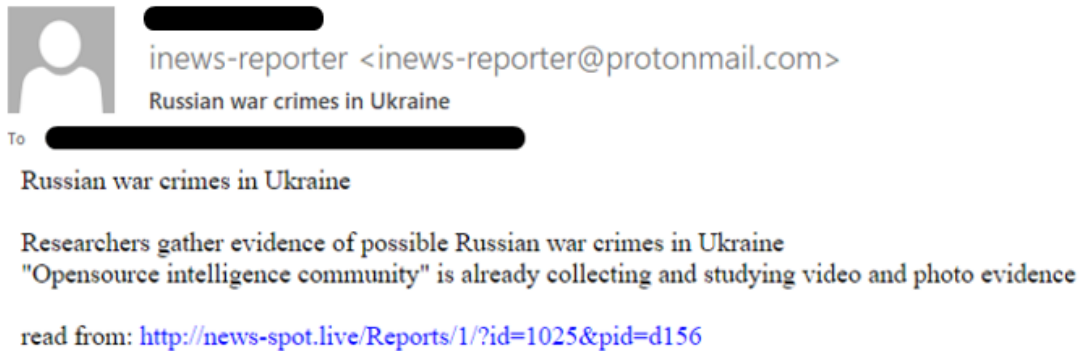 inews-reporter <inews-reporter@protonmail.com>
Russian war crimes in Ukraine
To
Russian war crimes in Ukraine
Researchers gather evidence of possible Russian war crimes in Ukraine
"Opensource intelligence community" is already collecting and studying video and photo evidence
read from: http://news-spot.live/Reports/1/?id=1025&pid=d156